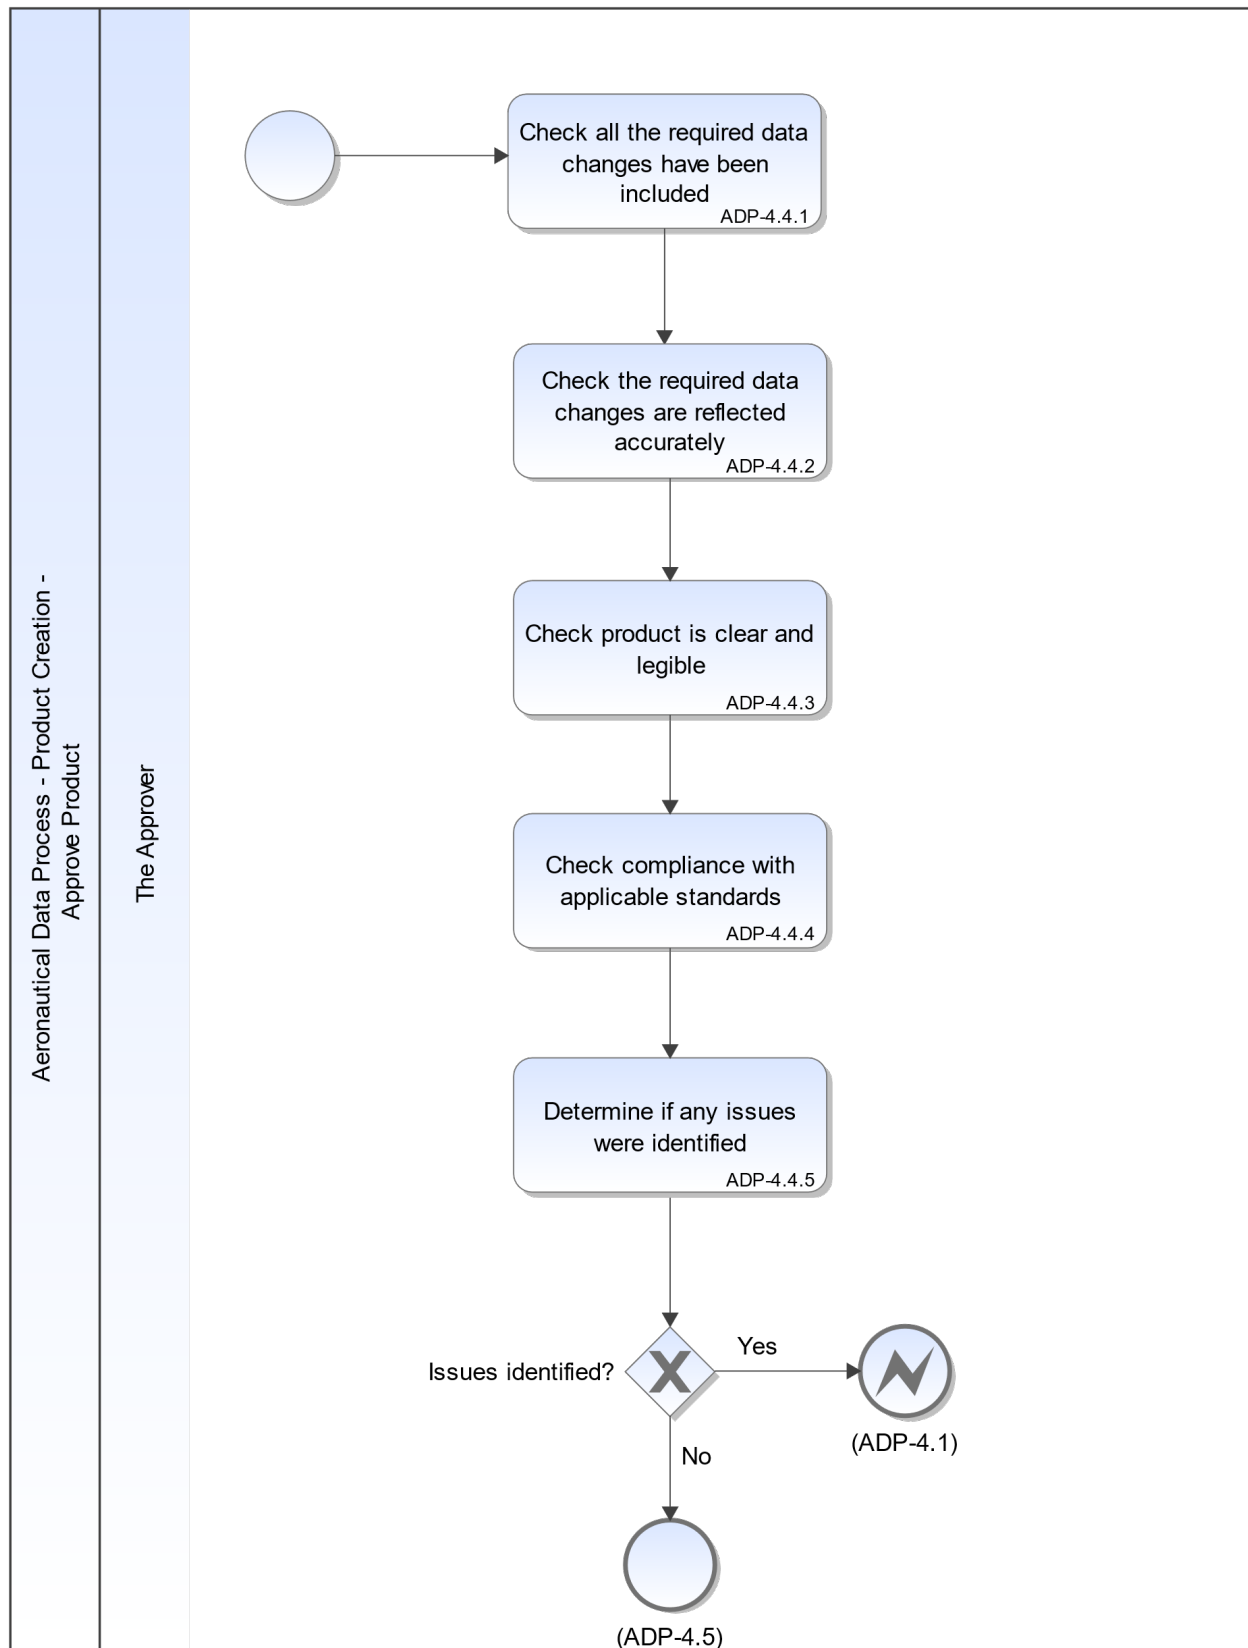 Aeronautical Data Process - Product Creation -
Approve Product
The Approver
Check all the required data
changes have been
included
ADP-4.4.1
Check the required data
changes are reflected
accurately
ADP-4.4.2
Check product is clear and
legible
ADP-4.4.3
Check compliance with
applicable standards
ADP-4.4.4
Determine if any issues
were identified
ADP-4.4.5
Issues identified?
X
Yes
(ADP-4.1)
No
(ADP-4.5)